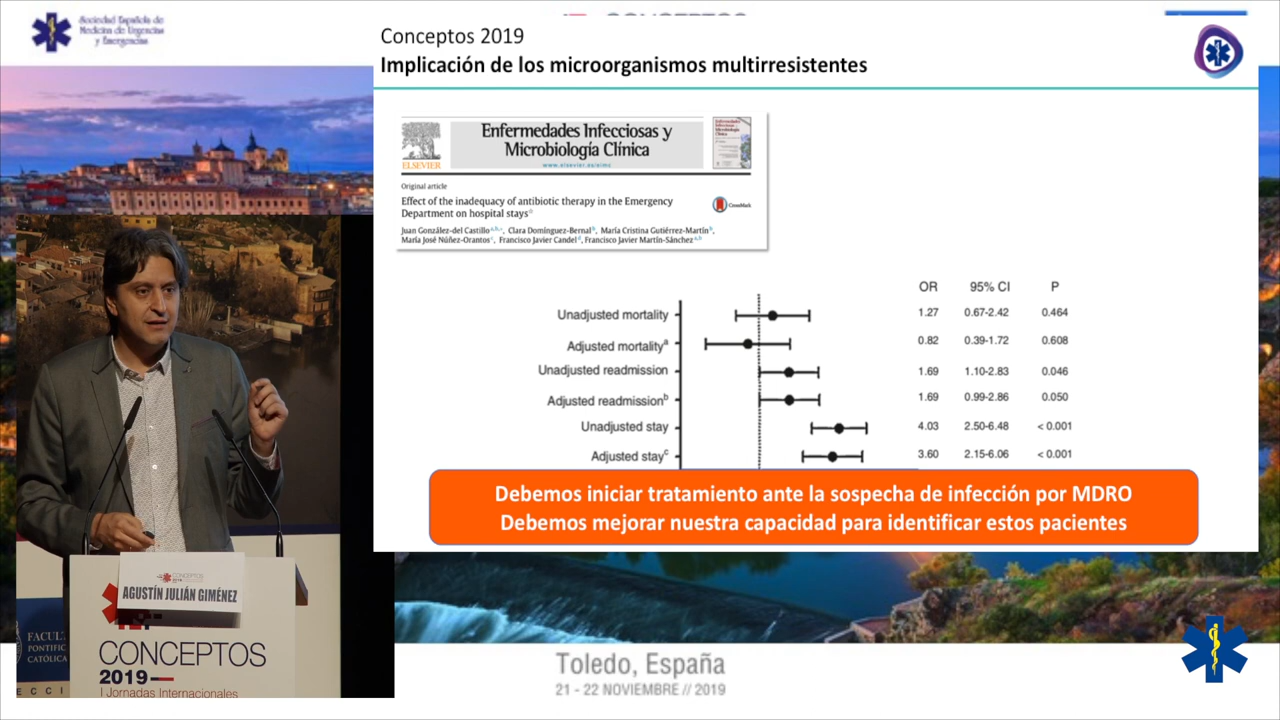 Sociedad Española de
Medicina de Urgencias
y Emergencias
Conceptos 2019
Implicación de los microorganismos multirresistentes
ELSEVIER
Enfermedades Infecciosas y
Microbiología Clínica
www.elsevier.es/eimc
Original article
Effect of the inadequacy of antibiotic therapy in the Emergency
Department on hospital stays
CrossMark
Juan González-del Castillo, Clara Domínguez-Bernal, María Cristina Gutiérrez-Martín,
María José Núñez-Orantos, Francisco Javier Candel, Francisco Javier Martín-Sánchez
OR 95% CI P
Unadjusted mortality 1.27 0.67-2.42 0.464
Adjusted mortalityᵃ 0.82 0.39-1.72 0.608
Unadjusted readmission 1.69 1.10-2.83 0.046
Adjusted readmissionᵇ 1.69 0.99-2.86 0.050
Unadjusted stay 4.03 2.50-6.48 < 0.001
Adjusted stayᶜ 3.60 2.15-6.06 < 0.001
Debemos iniciar tratamiento ante la sospecha de infección por MDRO
Debemos mejorar nuestra capacidad para identificar estos pacientes
CONCEPTOS
2019
AGUSTÍN JULIÁN GIMÉNEZ
CONCEPTOS
2019
I Jornadas Internacionales
FACUL
PONTIFIC
CATÓLICA
E C C I
Toledo, España
21 - 22 NOVIEMBRE // 2019